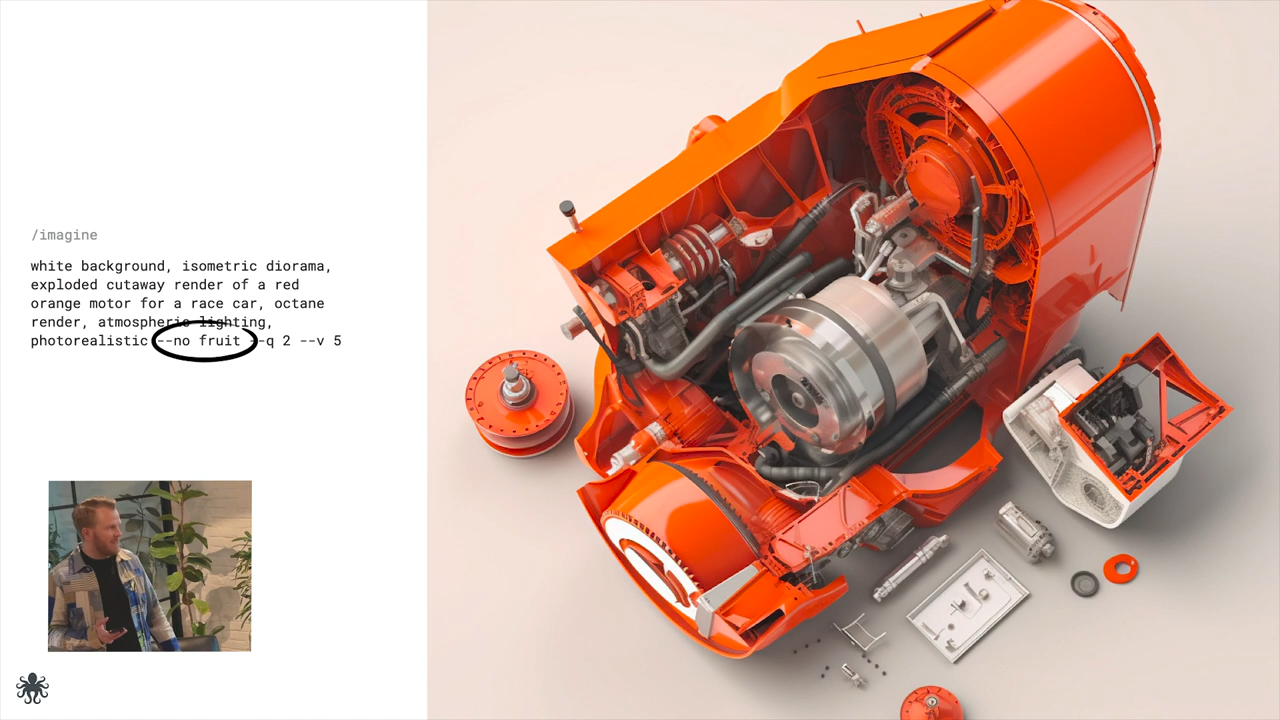 /imagine
white background, isometric diorama,
exploded cutaway render of a red
orange motor for a race car, octane
render, atmospheric lighting,
photorealistic --no fruit --q 2 --v 5